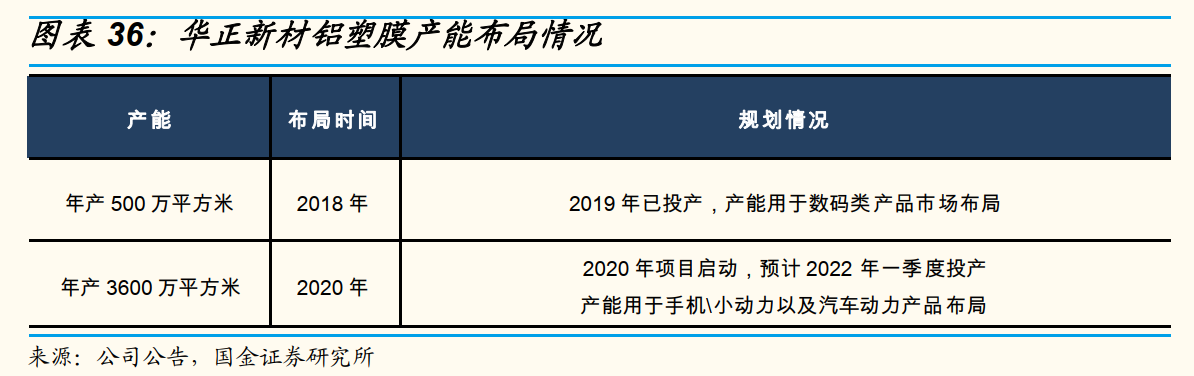 图表 36：华正新材铝塑膜产能布局情况
产能 布局时间 规划情况
年产 500 万平方米 2018 年 2019 年已投产，产能用于数码类产品市场布局
年产 3600 万平方米 2020 年 2020 年项目启动，预计 2022 年一季度投产
产能用于手机\小动力以及汽车动力产品布局
来源：公司公告，国金证券研究所